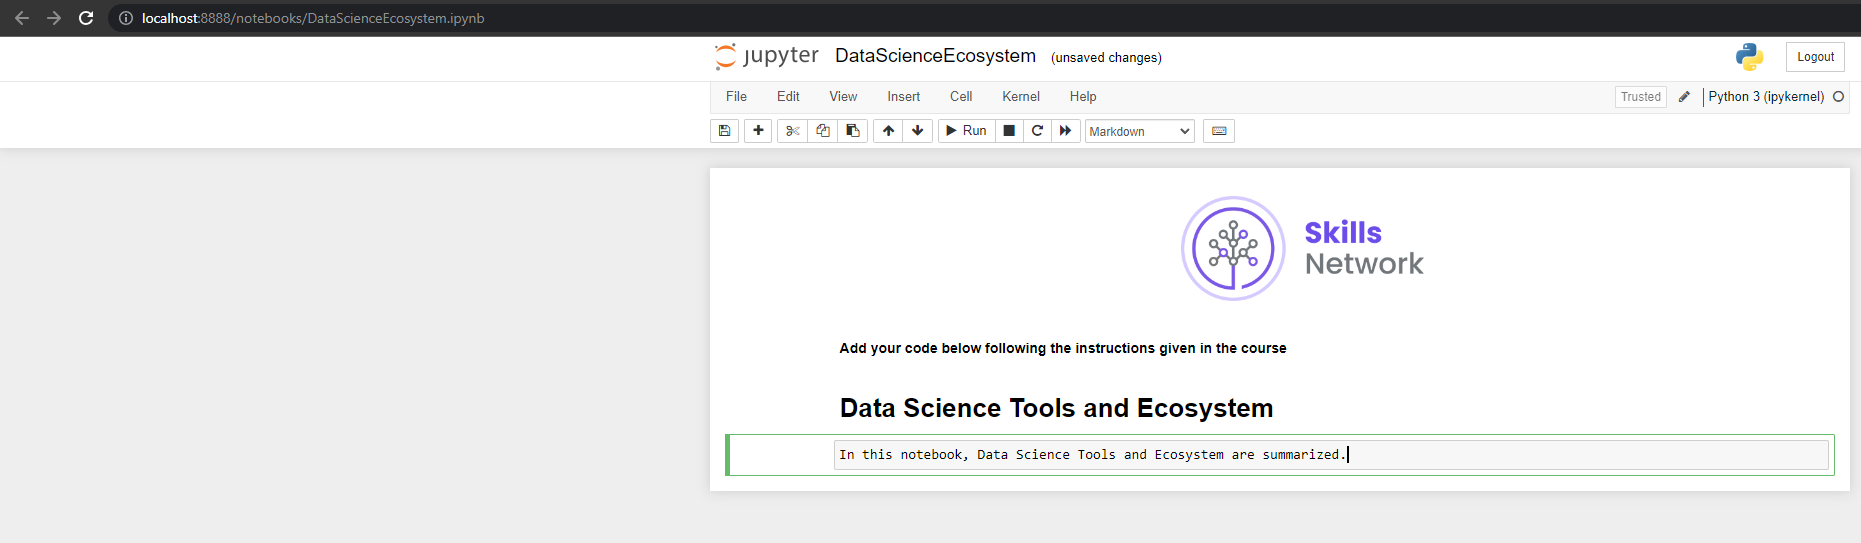 localhost:8888/notebooks/DataScienceEcosystem.ipynb
jupyter DataScienceEcosystem (unsaved changes) Logout
File Edit View Insert Cell Kernel Help Trusted Python 3 (ipykernel)
Run Markdown
Skills
Network
Add your code below following the instructions given in the course
Data Science Tools and Ecosystem
In this notebook, Data Science Tools and Ecosystem are summarized.